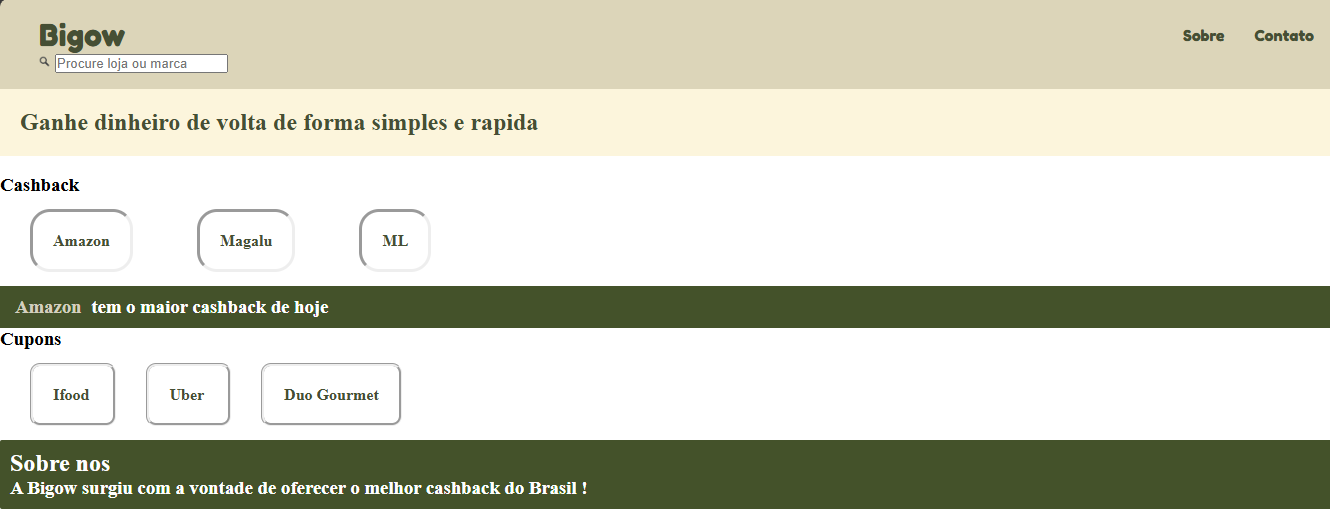 Bigow
Sobre Contato
Procure loja ou marca
Ganhe dinheiro de volta de forma simples e rapida
Cashback
Amazon Magalu ML
Amazon tem o maior cashback de hoje
Cupons
Ifood Uber Duo Gourmet
Sobre nos
A Bigow surgiu com a vontade de oferecer o melhor cashback do Brasil !